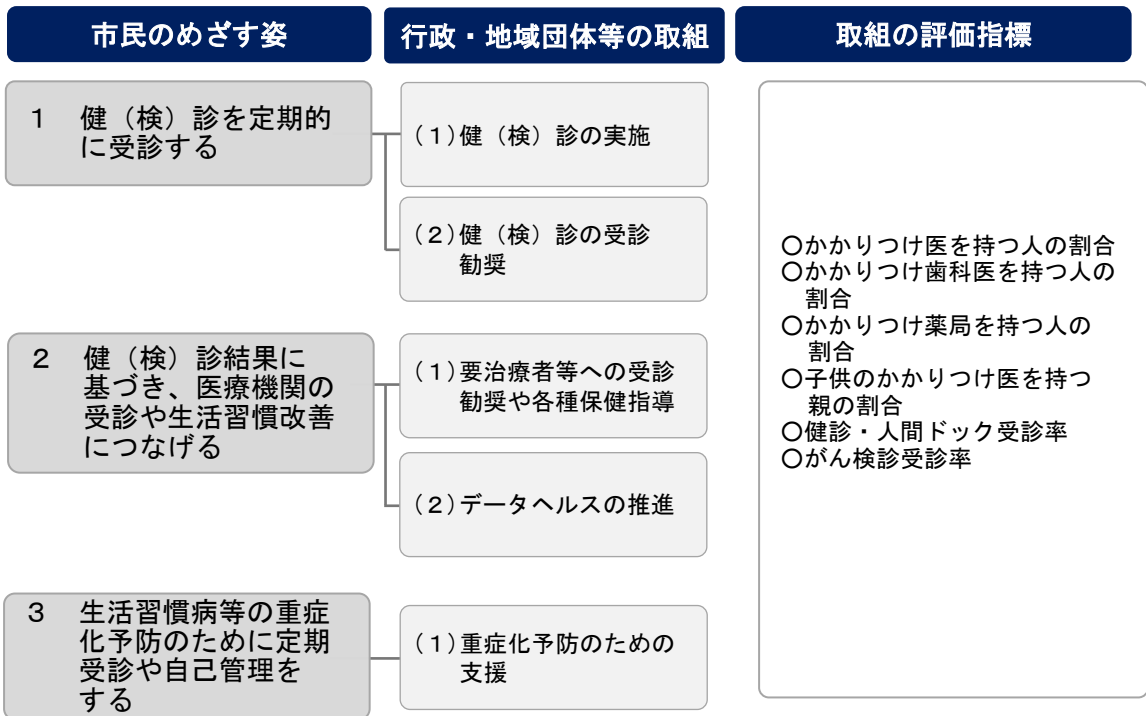 市民のめざす姿
行政・地域団体等の取組
取組の評価指標
1 健（検）診を定期的
に受診する
(1)健（検）診の実施
(2)健（検）診の受診
勧奨
2 健（検）診結果に
基づき、医療機関の
受診や生活習慣改善
につなげる
(1)要治療者等への受診
勧奨や各種保健指導
(2)データヘルスの推進
3 生活習慣病等の重症
化予防のために定期
受診や自己管理を
する
(1)重症化予防のための
支援
〇かかりつけ医を持つ人の割合
〇かかりつけ歯科医を持つ人の
割合
〇かかりつけ薬局を持つ人の
割合
〇子供のかかりつけ医を持つ
親の割合
〇健診・人間ドック受診率
〇がん検診受診率